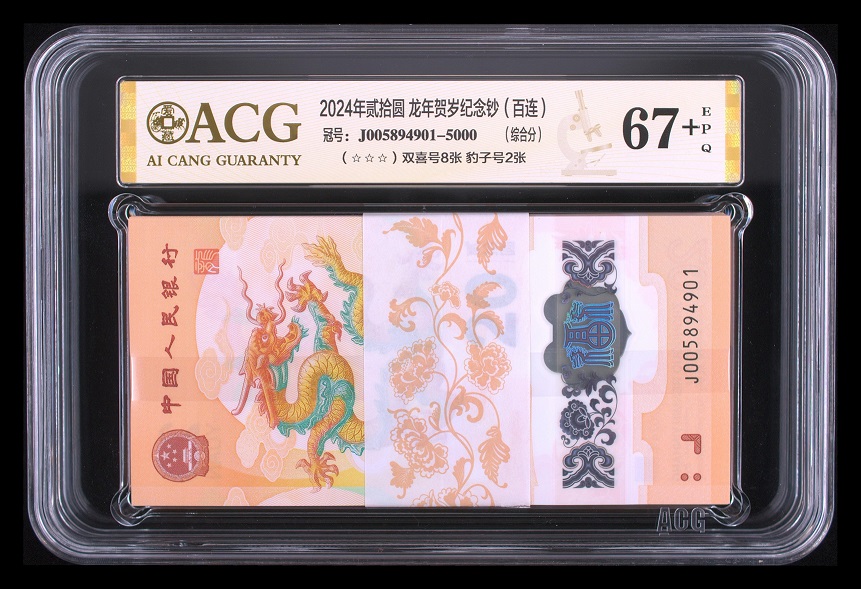 ACG
AI CANG GUARANTY
2024年贰拾圆 龙年贺岁纪念钞(百连)
冠号:J005894901-5000 (综合分)
(☆☆☆)双喜号8张 豹子号2张
67+
EPQ
中国人民银行
J005894901
ACG